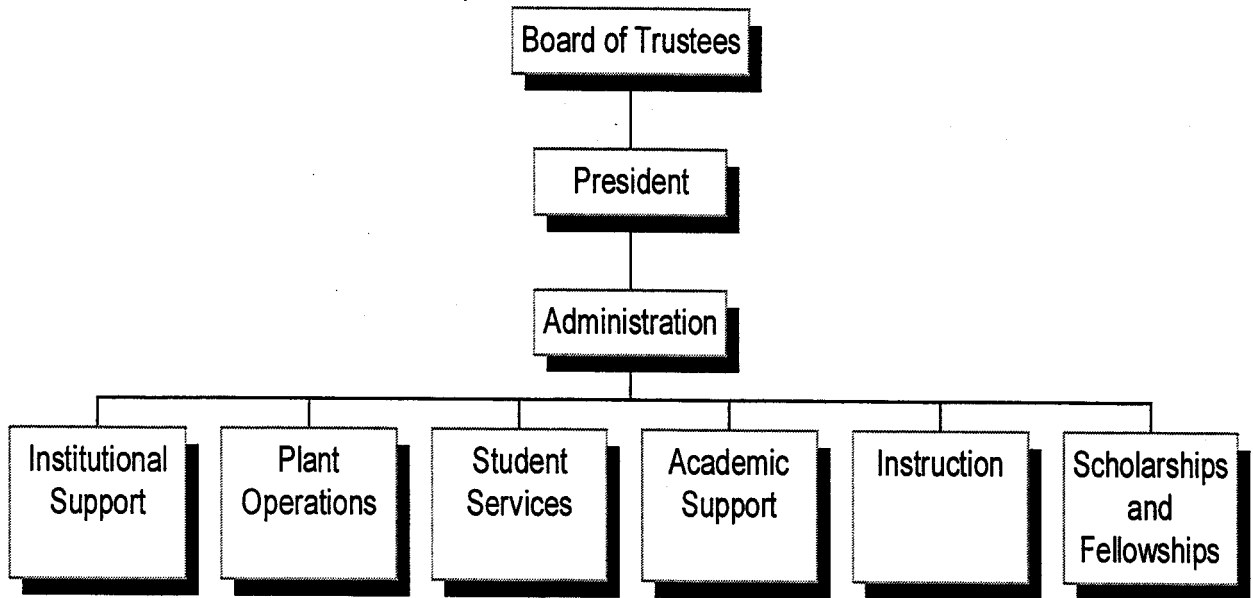 Board of Trustees
President
Administration
Institutional
Support
Plant
Operations
Student
Services
Academic
Support
Instruction
Scholarships
and
Fellowships